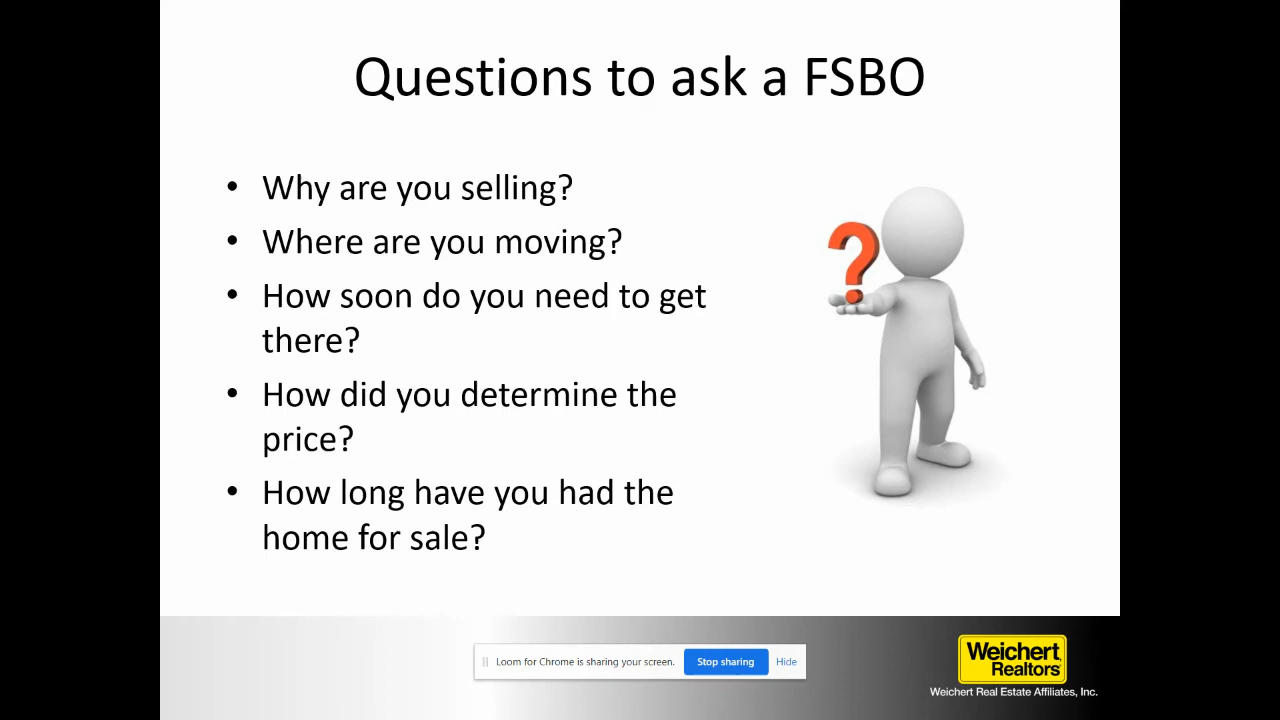 Questions to ask a FSBO
• Why are you selling?
• Where are you moving?
• How soon do you need to get
there?
• How did you determine the
price?
• How long have you had the
home for sale?
?
Loom for Chrome is sharing your screen.
Stop sharing
Hide
Weichert
Realtors
Weichert Real Estate Affiliates, Inc.